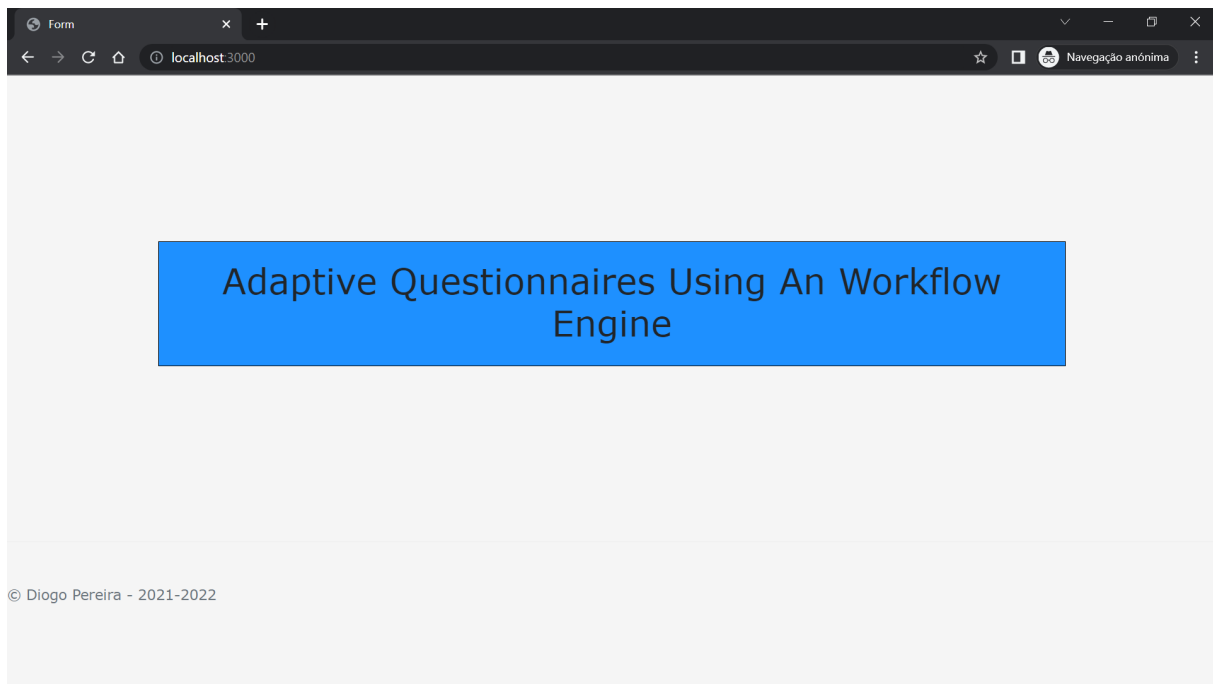 Form
localhost:3000
Navegação anónima
Adaptive Questionnaires Using An Workflow
Engine
© Diogo Pereira - 2021-2022